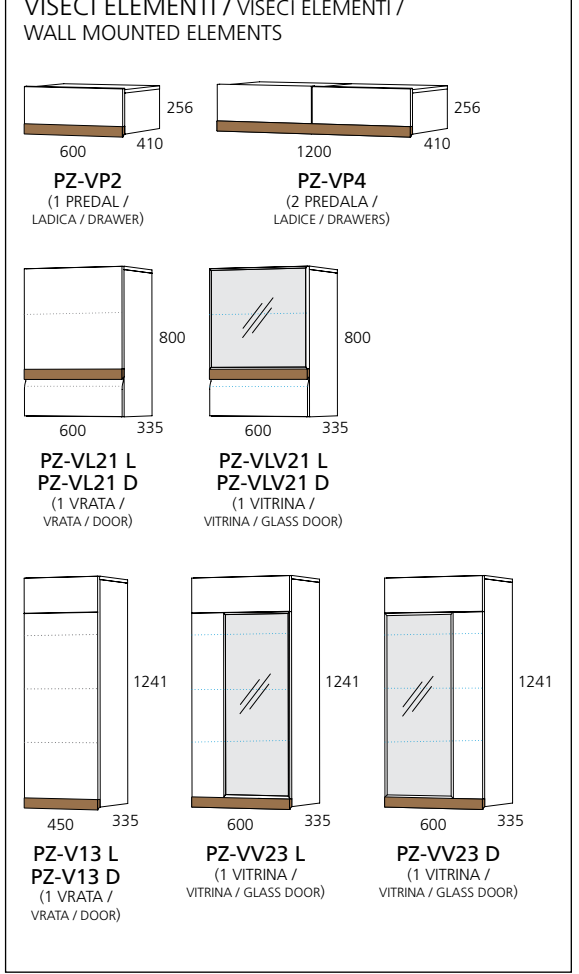 VISEČI ELEMENTI / VISEĆI ELEMENTI /
WALL MOUNTED ELEMENTS
256
600
410
PZ-VP2
(1 PREDAL /
LADICA / DRAWER)
256
1200
410
PZ-VP4
(2 PREDALA /
LADICE / DRAWERS)
800
600
335
PZ-VL21 L
PZ-VL21 D
(1 VRATA /
VRATA / DOOR)
800
600
335
PZ-VLV21 L
PZ-VLV21 D
(1 VITRINA /
VITRINA / GLASS DOOR)
1241
450
335
PZ-V13 L
PZ-V13 D
(1 VRATA /
VRATA / DOOR)
1241
600
335
PZ-VV23 L
(1 VITRINA /
VITRINA / GLASS DOOR)
1241
600
335
PZ-VV23 D
(1 VITRINA /
VITRINA / GLASS DOOR)